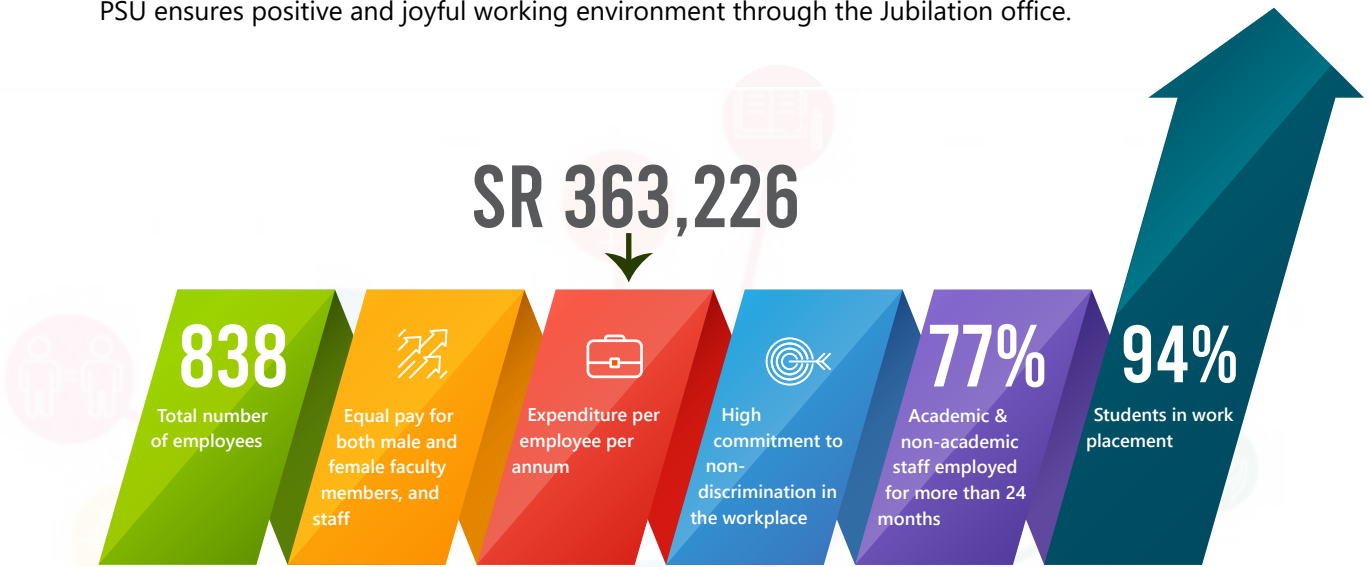 PSU ensures positive and joyful working environment through the Jubilation office.
SR 363,226
838
Total number
of employees
Equal pay for
both male and
female faculty
members, and
staff
Expenditure per
employee per
annum
High
commitment to
non-
discrimination in
the workplace
77%
Academic &
non-academic
staff employed
for more than 24
months
94%
Students in work
placement